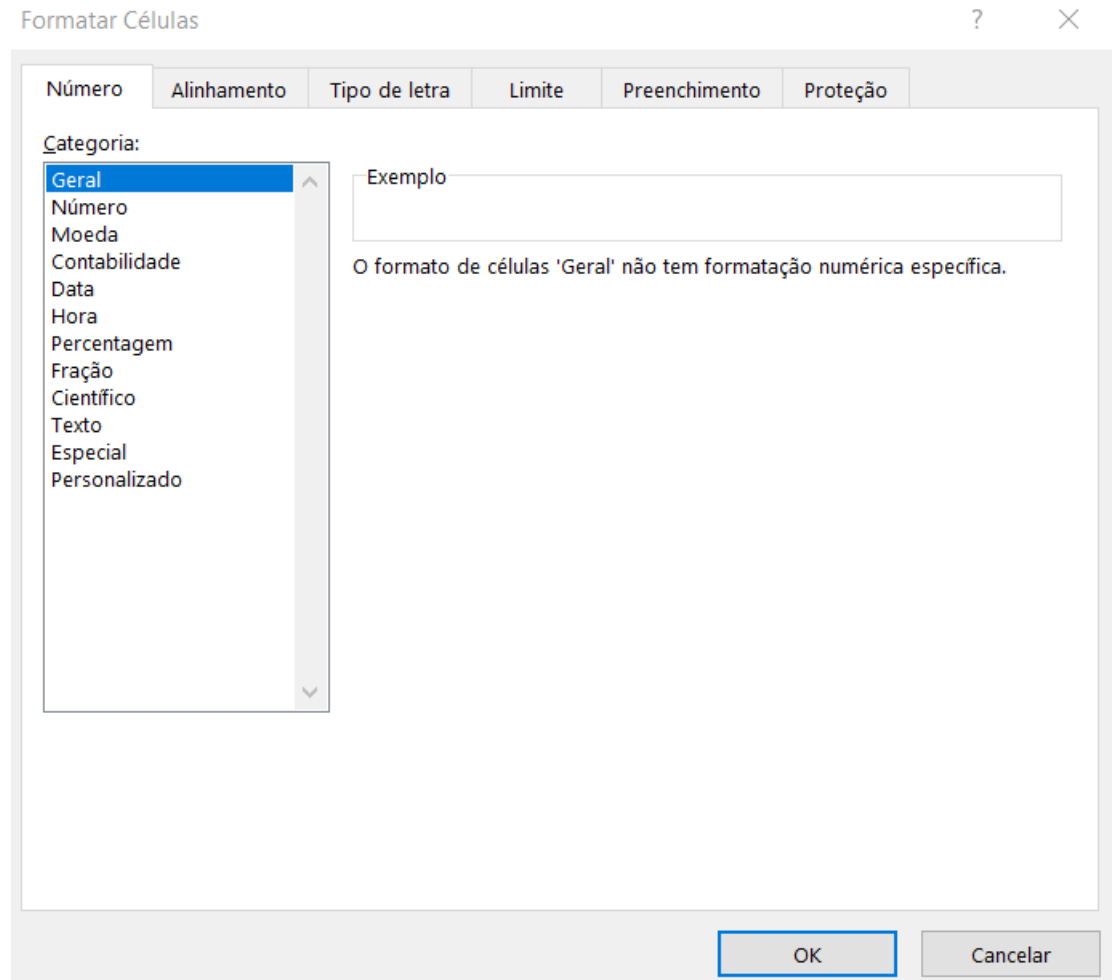 Formatar Células
?
Número
Alinhamento
Tipo de letra
Limite
Preenchimento
Proteção
Categoria:
Geral
Número
Moeda
Contabilidade
Data
Hora
Percentagem
Fração
Científico
Texto
Especial
Personalizado
Exemplo
O formato de células 'Geral' não tem formatação numérica específica.
OK
Cancelar